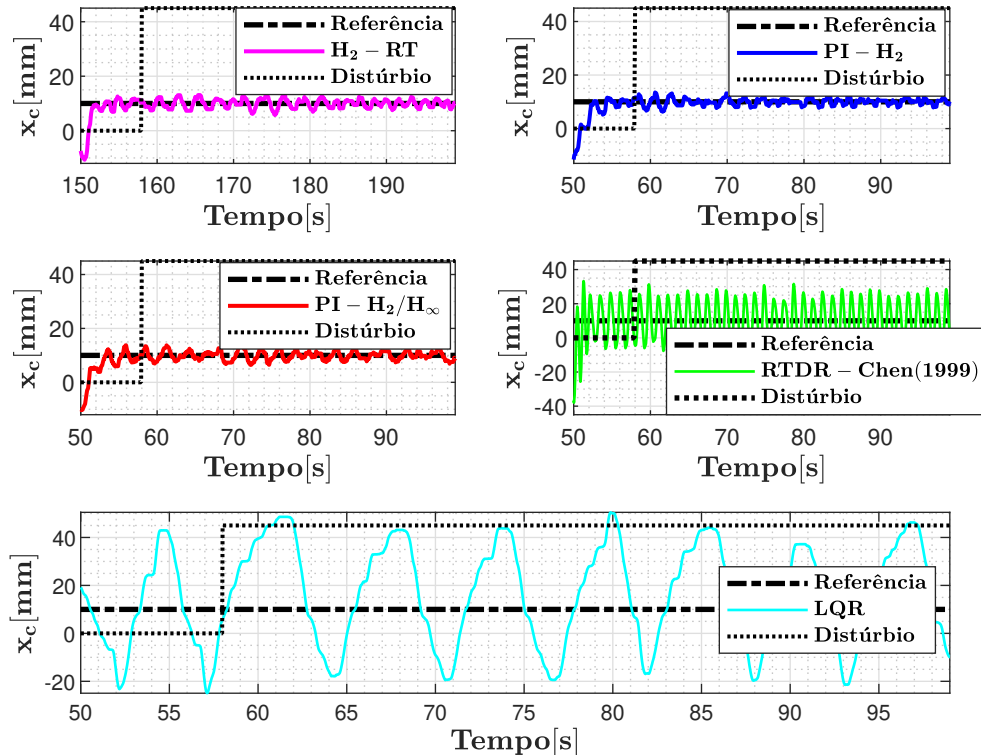 40
20
0
x_c[mm]
150 160 170 180 190
Tempo[s]
Referência
H_2 − RT
Distúrbio
40
20
0
x_c[mm]
50 60 70 80 90
Tempo[s]
Referência
PI − H_2
Distúrbio
40
20
0
x_c[mm]
50 60 70 80 90
Tempo[s]
Referência
PI − H_2/H_∞
Distúrbio
40
20
0
-20
-40
x_c[mm]
50 60 70 80 90
Tempo[s]
Referência
RTDR − Chen(1999)
Distúrbio
40
20
0
-20
x_c[mm]
50 55 60 65 70 75 80 85 90 95
Tempo[s]
Referência
LQR
Distúrbio